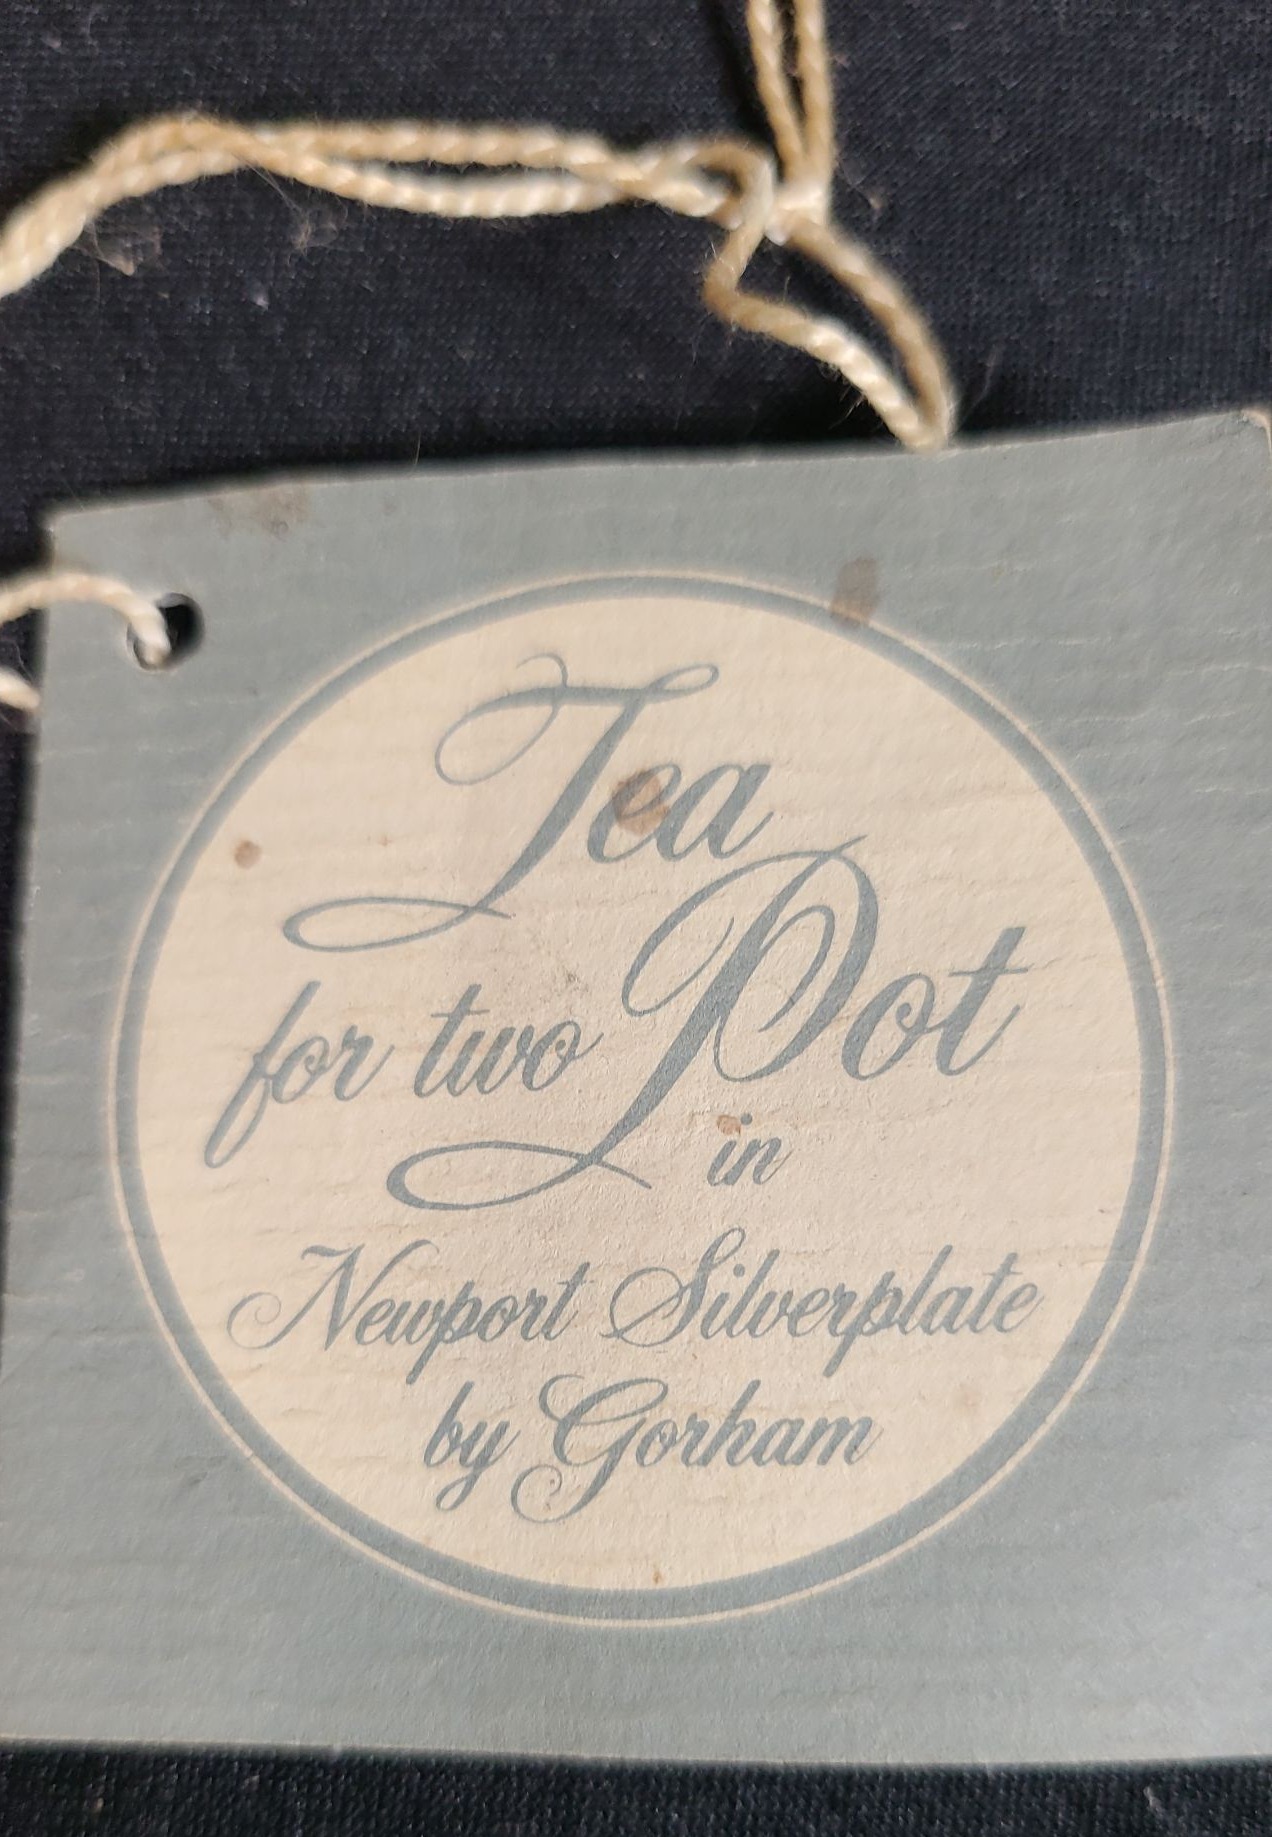 Tea
for two Pot
in
Newport Silverplate
by Gorham